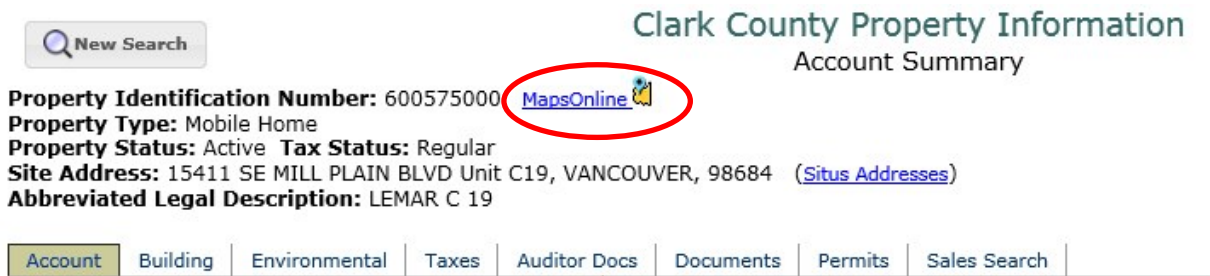 New Search
Clark County Property Information
Account Summary
Property Identification Number: 600575000 MapsOnline
Property Type: Mobile Home
Property Status: Active Tax Status: Regular
Site Address: 15411 SE MILL PLAIN BLVD Unit C19, VANCOUVER, 98684 (Situs Addresses)
Abbreviated Legal Description: LEMAR C 19
Account Building Environmental Taxes Auditor Docs Documents Permits Sales Search